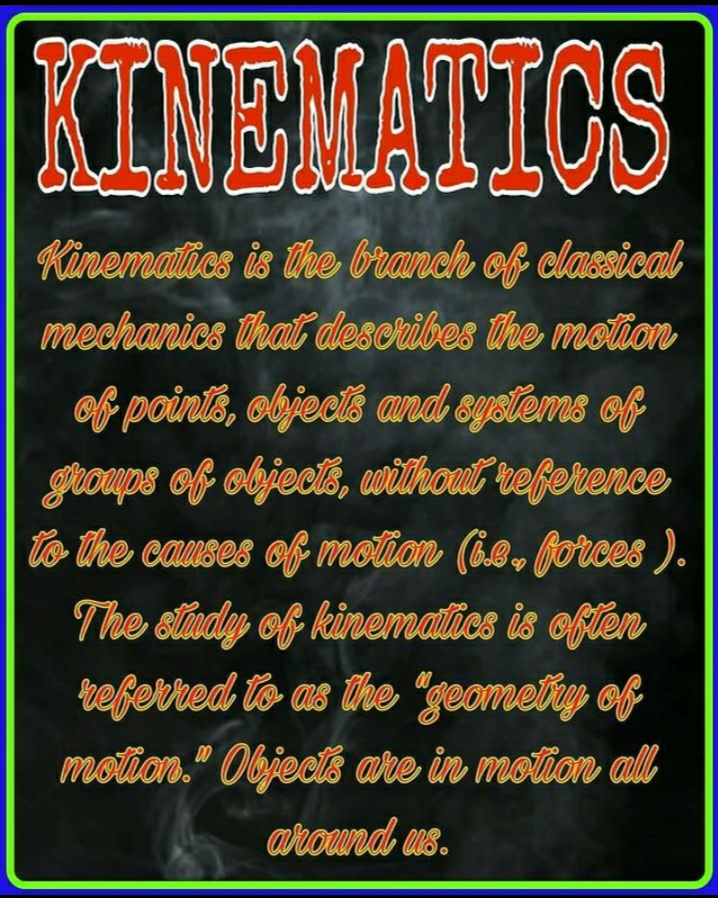 KINEMATICS
Kinematics is the branch of classical
mechanics that describes the motion
of points, objects and systems of
groups of objects, without reference
to the causes of motion (i.e., forces ).
The study of kinematics is often
referred to as the "geometry of
motion." Objects are in motion all
around us.